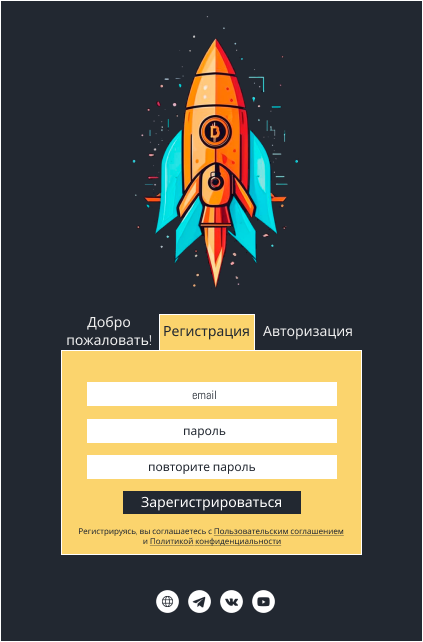 Добро
пожаловать!
Регистрация
Авторизация
email
пароль
повторите пароль
Зарегистрироваться
Регистрируясь, вы соглашаетесь с Пользовательским соглашением
и Политикой конфиденциальности